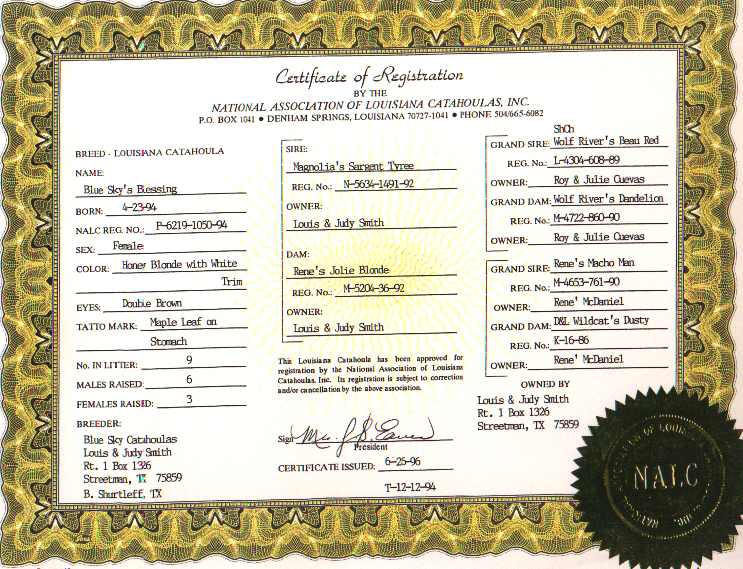 Certificate of Registration
BY THE
NATIONAL ASSOCIATION OF LOUISIANA CATAHOULAS, INC.
P.O. BOX 1041 • DENHAM SPRINGS, LOUISIANA 70727-1041 • PHONE 504/665-6082
BREED - LOUISIANA CATAHOULA
NAME:
Blue Sky's Blessing
BORN: 4-23-94
NALC REG. NO.: P-6219-1050-94
SEX: Female
COLOR: Honey Blonde with White
Trim
EYES: Double Brown
TATTO MARK: Maple Leaf on
Stomach
No. IN LITTER: 9
MALES RAISED: 6
FEMALES RAISED: 3
BREEDER:
Blue Sky Catahoulas
Louis & Judy Smith
Rt. 1 Box 1326
Streetman, TX 75859
B. Shurtleff, TX
SIRE:
Magnolia's Sargent Tyree
REG. No.: N-5634-1491-92
OWNER:
Louis & Judy Smith
DAM:
Rene's Jolie Blonde
REG. No.: M-5204-36-92
OWNER:
Louis & Judy Smith
This Louisiana Catahoula has been approved for
registration by the National Association of Louisiana
Catahoulas, Inc. Its registration is subject to correction
and/or cancellation by the above association.
Sign
President
CERTIFICATE ISSUED: 6-25-96
T-12-12-94
ShCh
GRAND SIRE: Wolf River's Beau Red
REG. No.: L-4304-608-89
OWNER: Roy & Julie Cuevas
GRAND DAM: Wolf River's Dandelion
REG. No.: M-4722-860-90
OWNER: Roy & Julie Cuevas
GRAND SIRE: Rene's Macho Man
REG. No.: M-4653-761-90
OWNER: Rene' McDaniel
GRAND DAM: D&L Wildcat's Dusty
REG. No.: K-16-86
OWNER: Rene' McDaniel
OWNED BY
Louis & Judy Smith
Rt. 1 Box 1326
Streetman, TX 75859
NALC